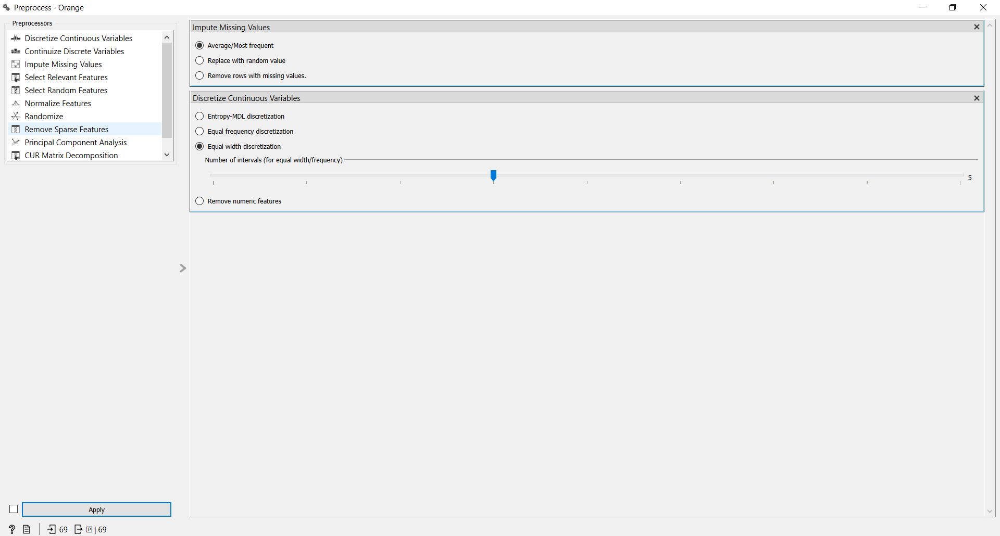 Preprocess - Orange
Preprocessors
Discretize Continuous Variables
Continuize Discrete Variables
Impute Missing Values
Select Relevant Features
Select Random Features
Normalize Features
Randomize
Remove Sparse Features
Principal Component Analysis
CUR Matrix Decomposition
Impute Missing Values
Average/Most frequent
Replace with random value
Remove rows with missing values.
Discretize Continuous Variables
Entropy-MDL discretization
Equal frequency discretization
Equal width discretization
Number of intervals (for equal width/frequency)
5
Remove numeric features
Apply
? 69 P | 69